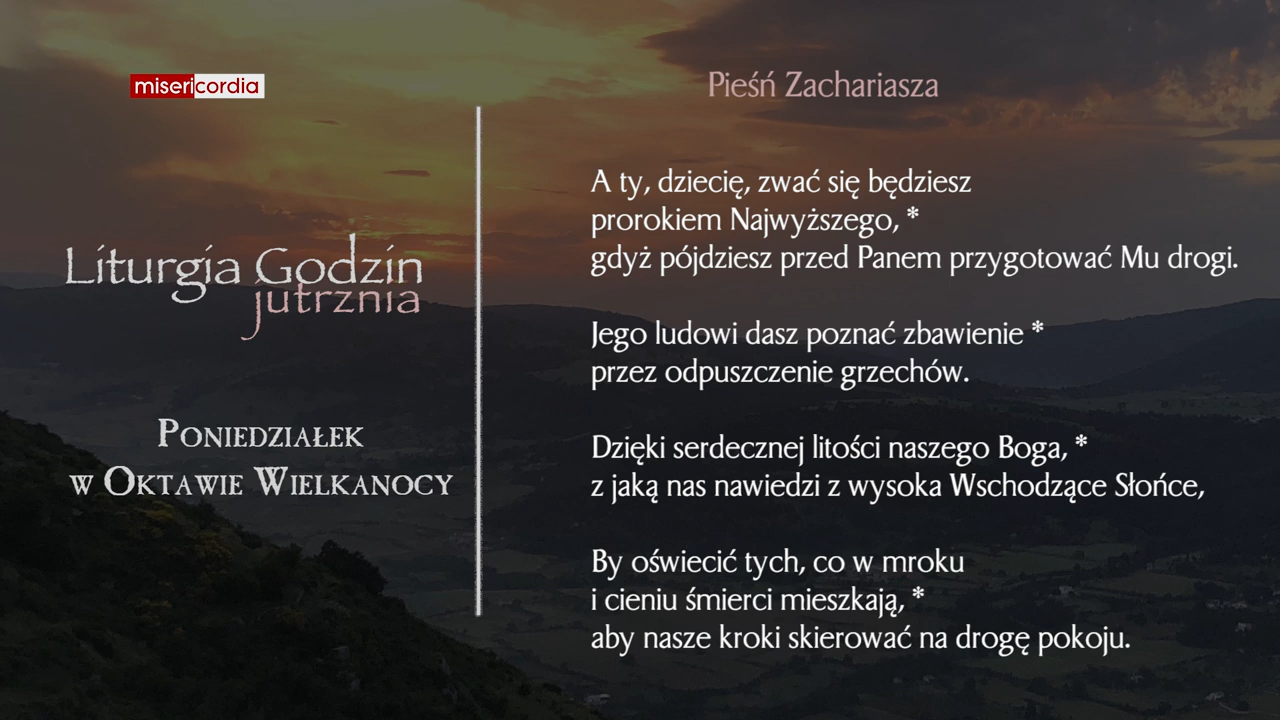 misericordia
Liturgia Godzin
jutrznia
Poniedziałek
w Oktawie Wielkanocy
Pieśń Zachariasza
A ty, dziecię, zwać się będziesz
prorokiem Najwyższego, *
gdyż pójdziesz przed Panem przygotować Mu drogi.
Jego ludowi dasz poznać zbawienie *
przez odpuszczenie grzechów.
Dzięki serdecznej litości naszego Boga, *
z jaką nas nawiedzi z wysoka Wschodzące Słońce,
By oświecić tych, co w mroku
i cieniu śmierci mieszkają, *
aby nasze kroki skierować na drogę pokoju.